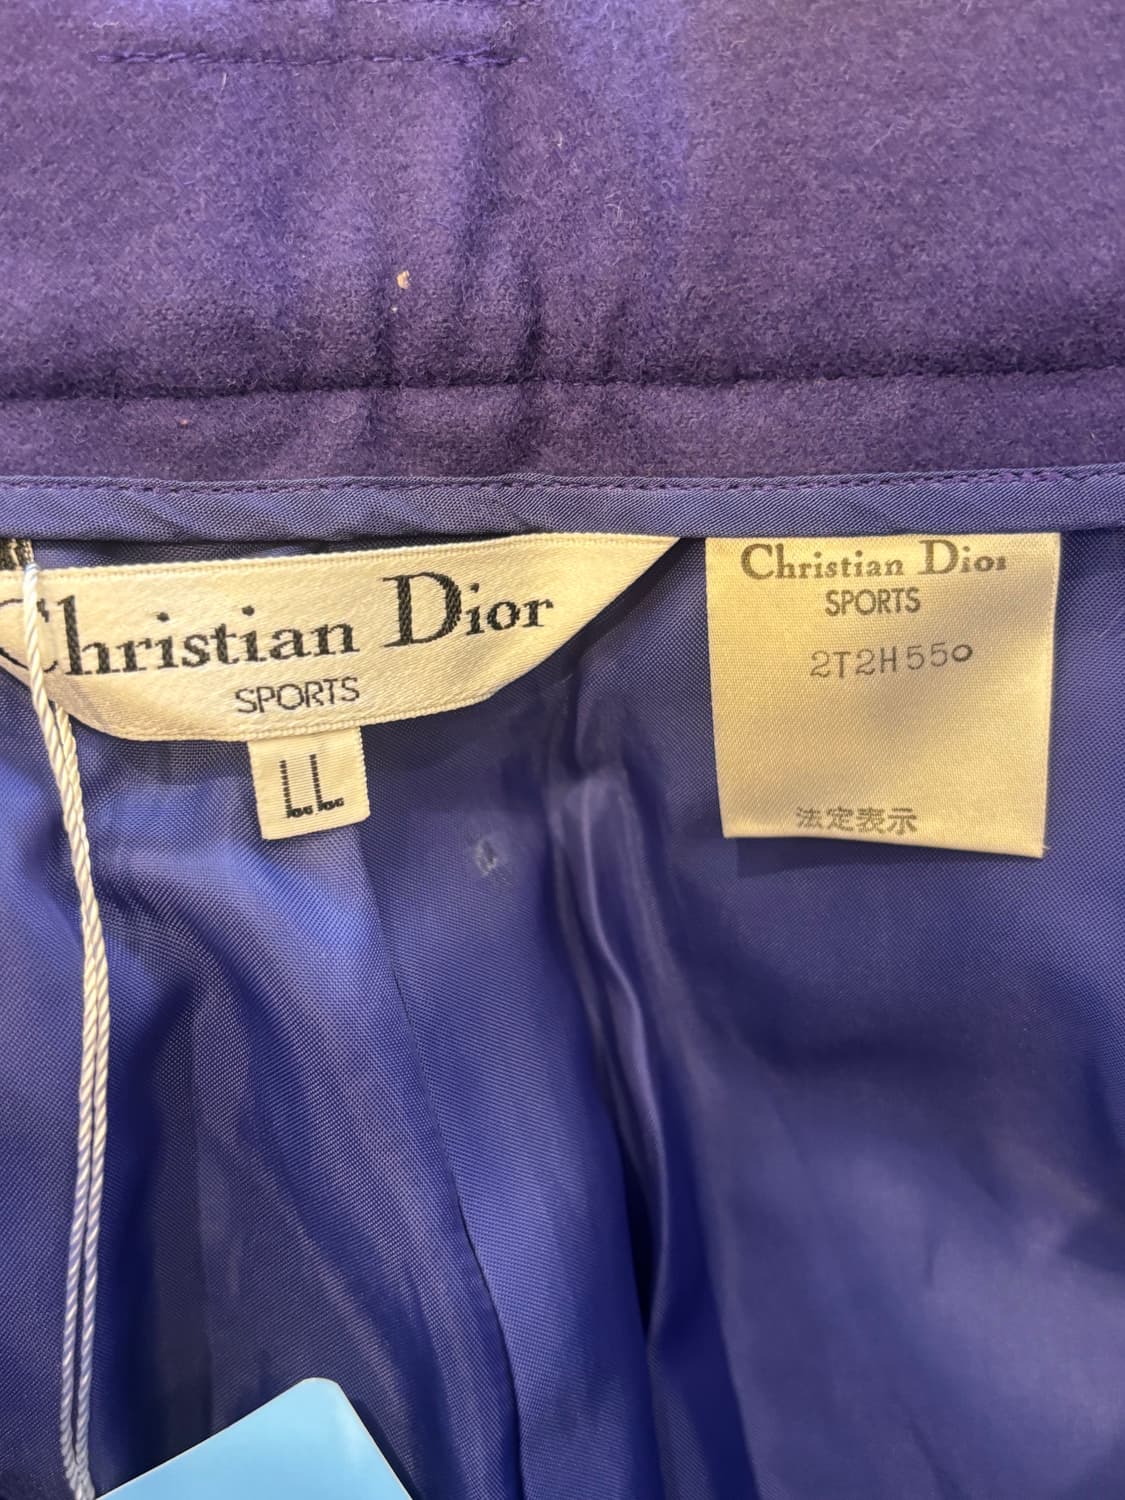 Christian Dior
SPORTS
LL
Christian Dior
SPORTS
2T2H550
法定表示